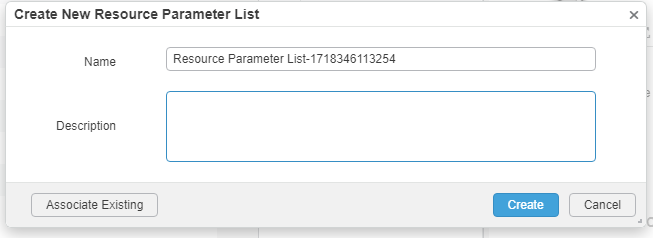 Create New Resource Parameter List ×
Name Resource Parameter List-1718346113254
Description
Associate Existing Create Cancel